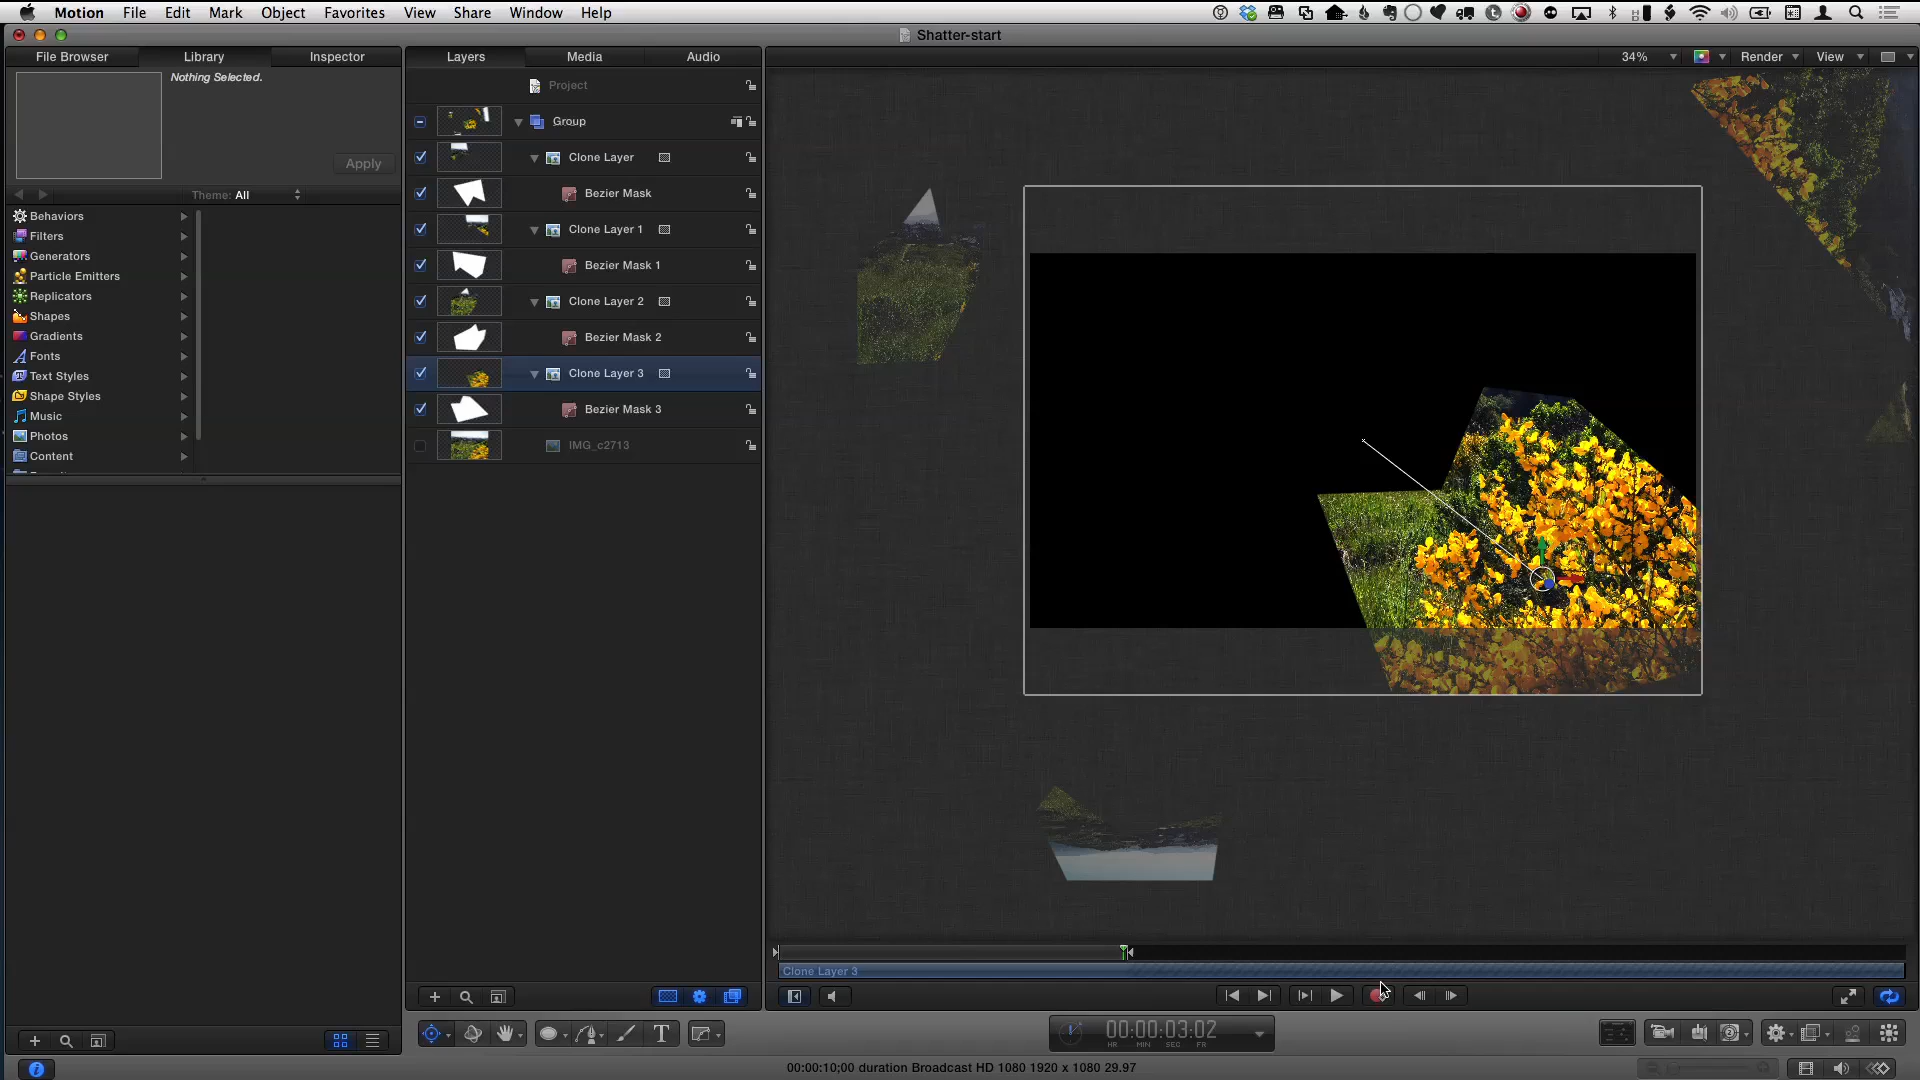 Motion File Edit Mark Object Favorites View Share Window Help
Shatter-start
File Browser Library Inspector
Layers Media Audio
34% Render View
Nothing Selected.
Apply
Theme: All
Behaviors
Filters
Generators
Particle Emitters
Replicators
Shapes
Gradients
Fonts
Text Styles
Shape Styles
Music
Photos
Content
Project
Group
Clone Layer
Bezier Mask
Clone Layer 1
Bezier Mask 1
Clone Layer 2
Bezier Mask 2
Clone Layer 3
Bezier Mask 3
IMG_c2713
Clone Layer 3
T
00:00:03:02
HR MIN SEC FR
00:00:10;00 duration Broadcast HD 1080 1920 x 1080 29.97